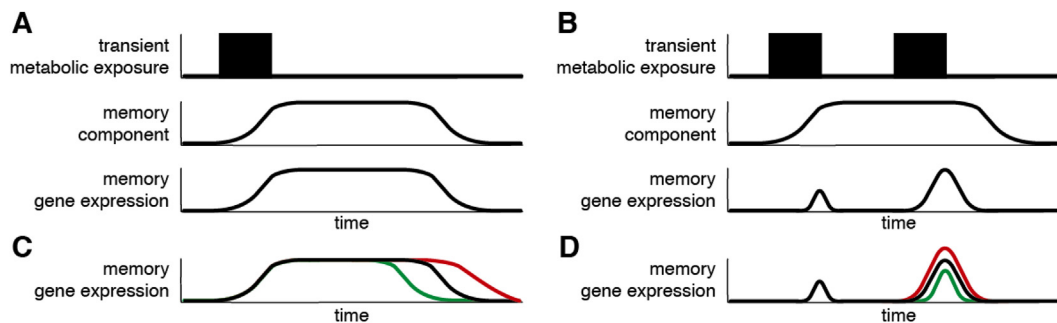 A
transient
metabolic exposure
memory
component
memory
gene expression
time
C
memory
gene expression
time
B
transient
metabolic exposure
memory
component
memory
gene expression
time
D
memory
gene expression
time